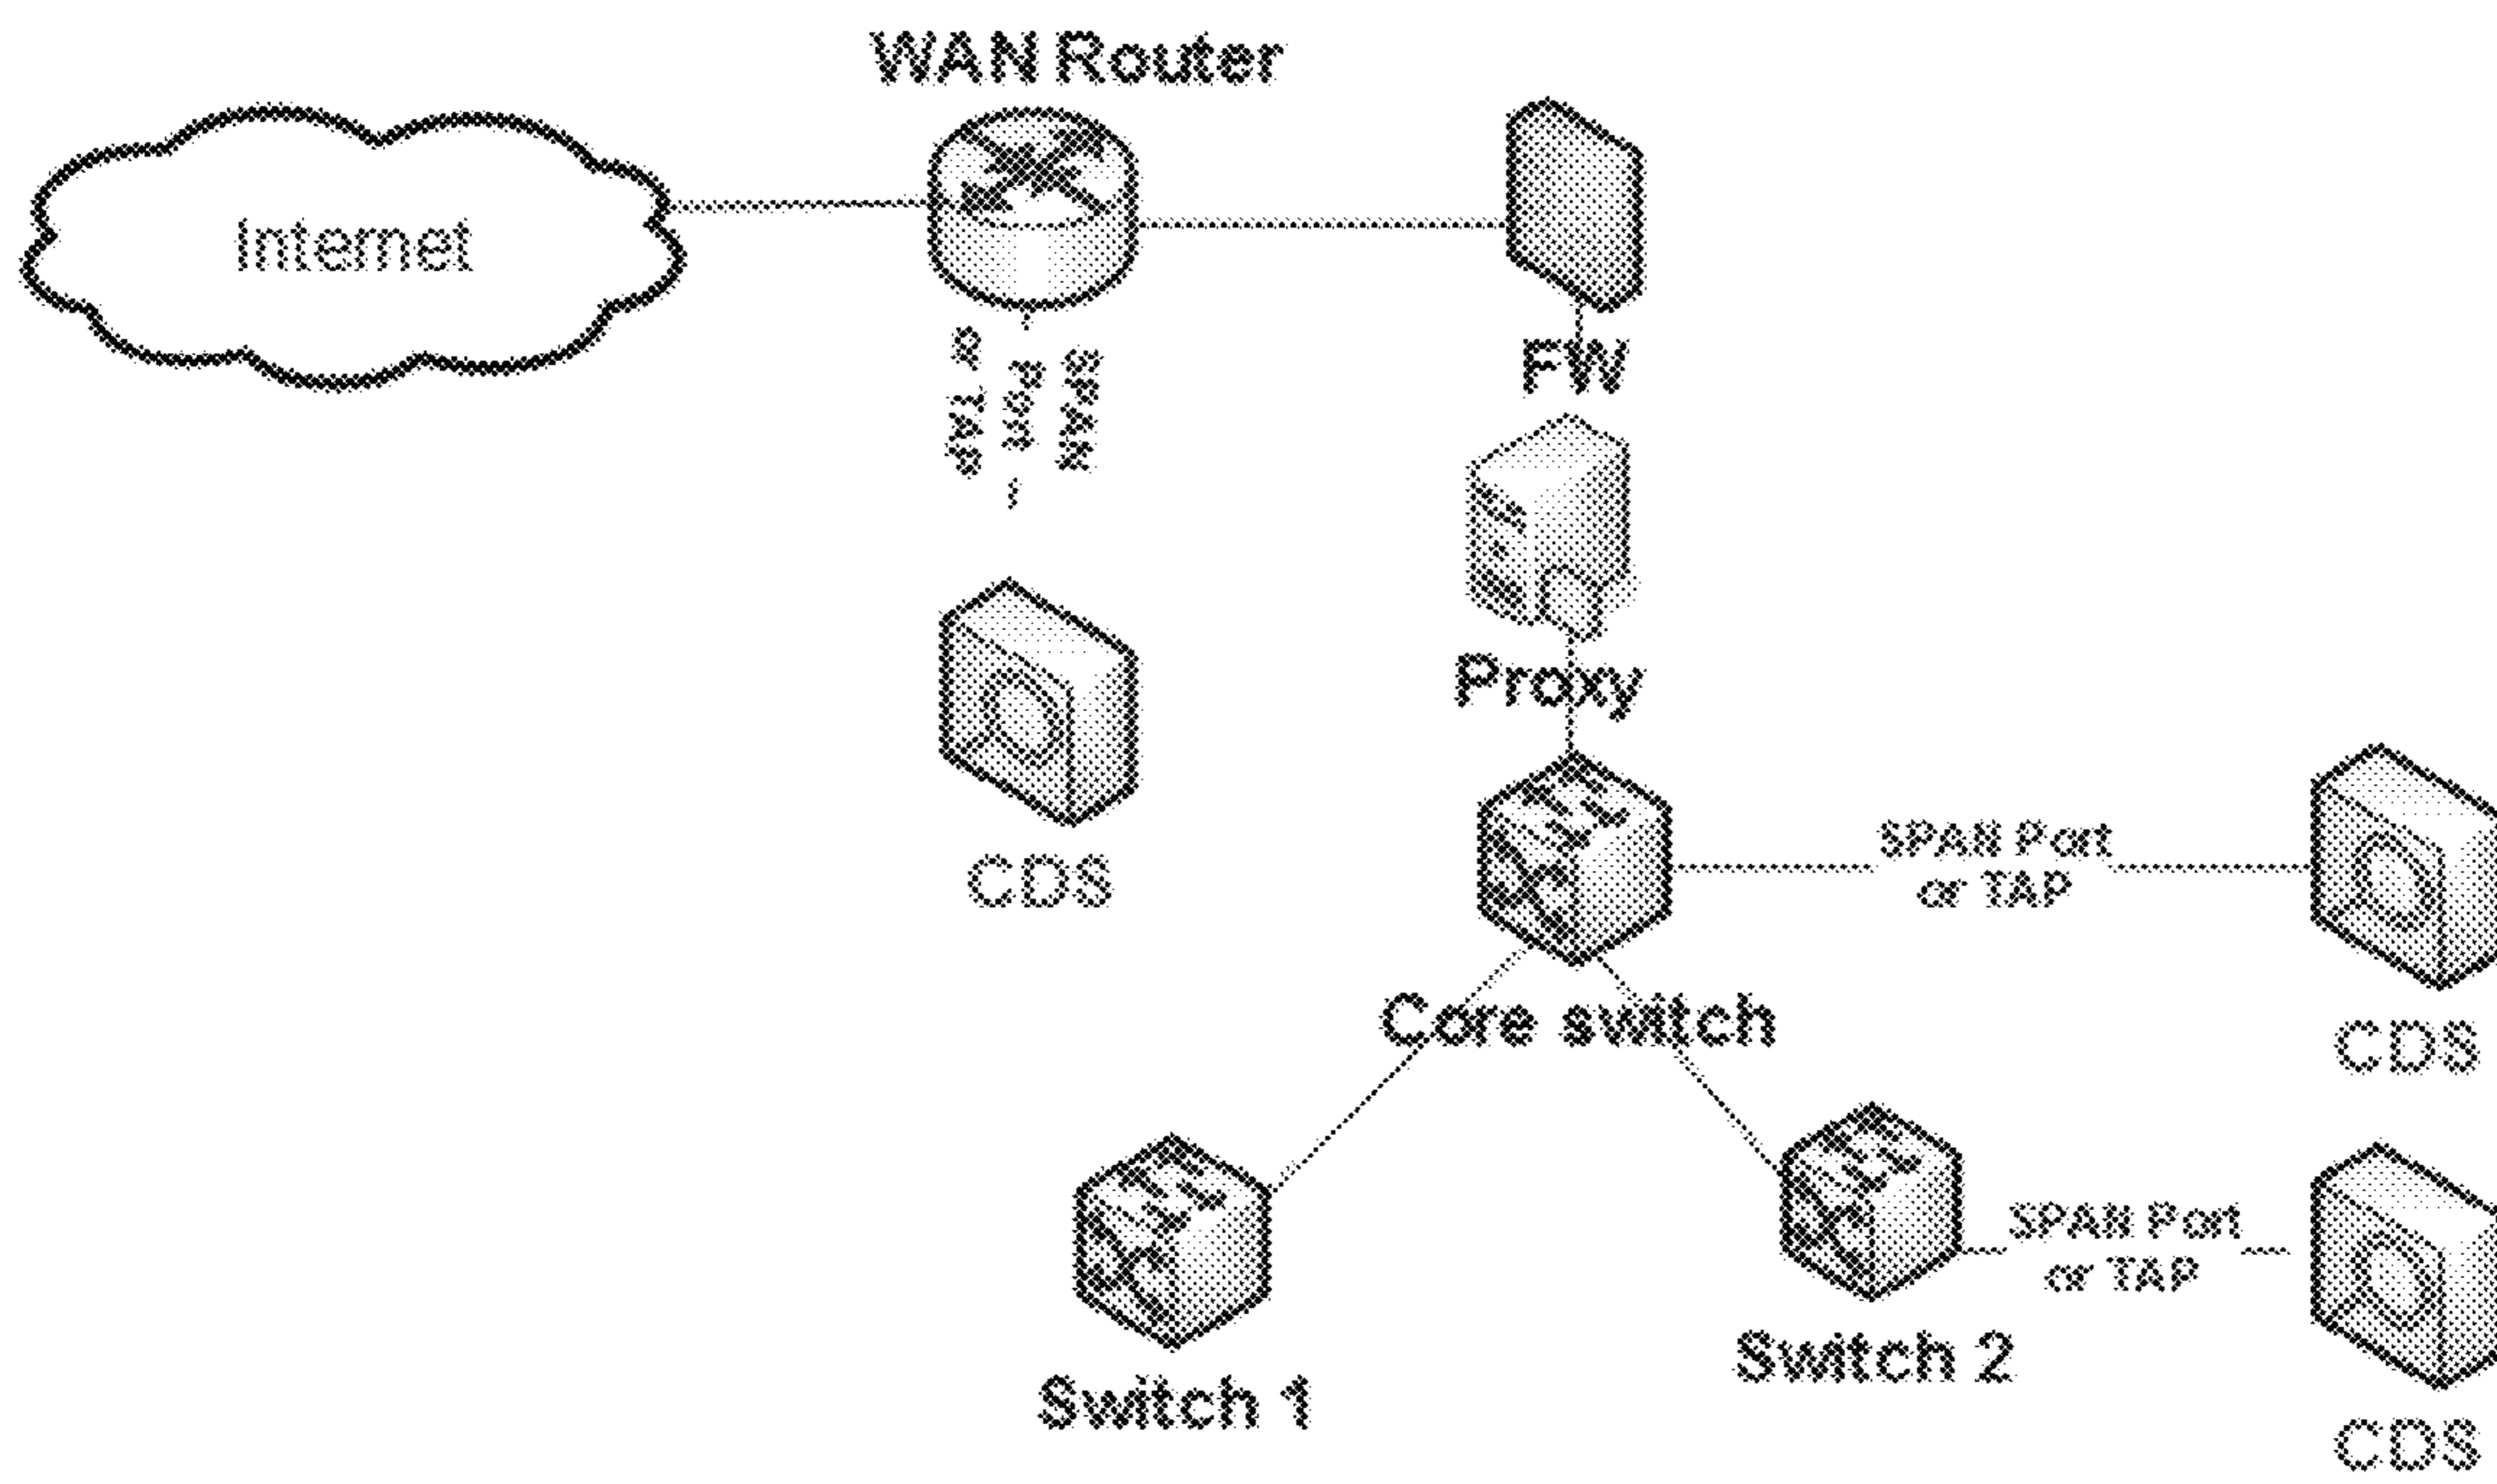 WAN Router
Internet
FW
Proxy
CDS
SPAN Port
or TAP
Core switch
CDS
SPAN Port
or TAP
Switch 2
Switch 1
CDS